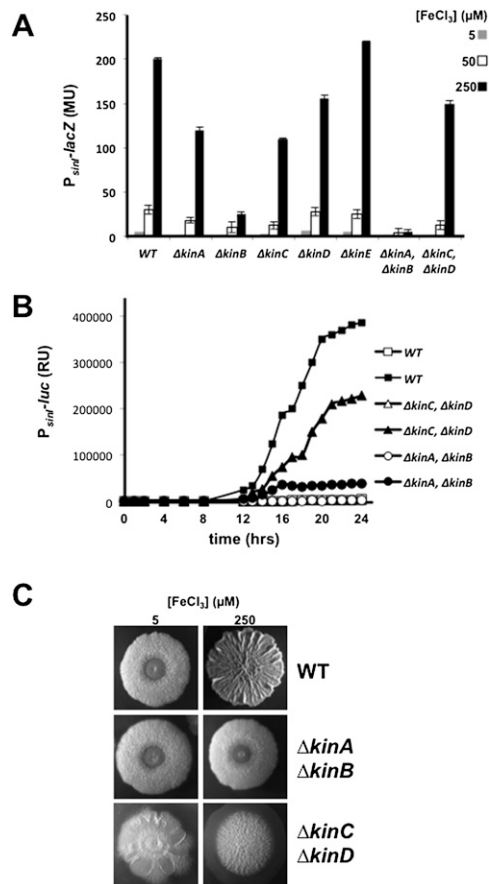 A
[FeCl3] (μM)
5
50
250
PsinI-lacZ (MU)
250
200
150
100
50
0
WT ΔkinA ΔkinB ΔkinC ΔkinD ΔkinE ΔkinA, ΔkinB ΔkinC, ΔkinD
B
PsinI-luc (RU)
400000
300000
200000
100000
0
0 4 8 12 16 20 24
time (hrs)
WT
WT
ΔkinC, ΔkinD
ΔkinC, ΔkinD
ΔkinA, ΔkinB
ΔkinA, ΔkinB
C
[FeCl3] (μM)
5 250
WT
ΔkinA
ΔkinB
ΔkinC
ΔkinD